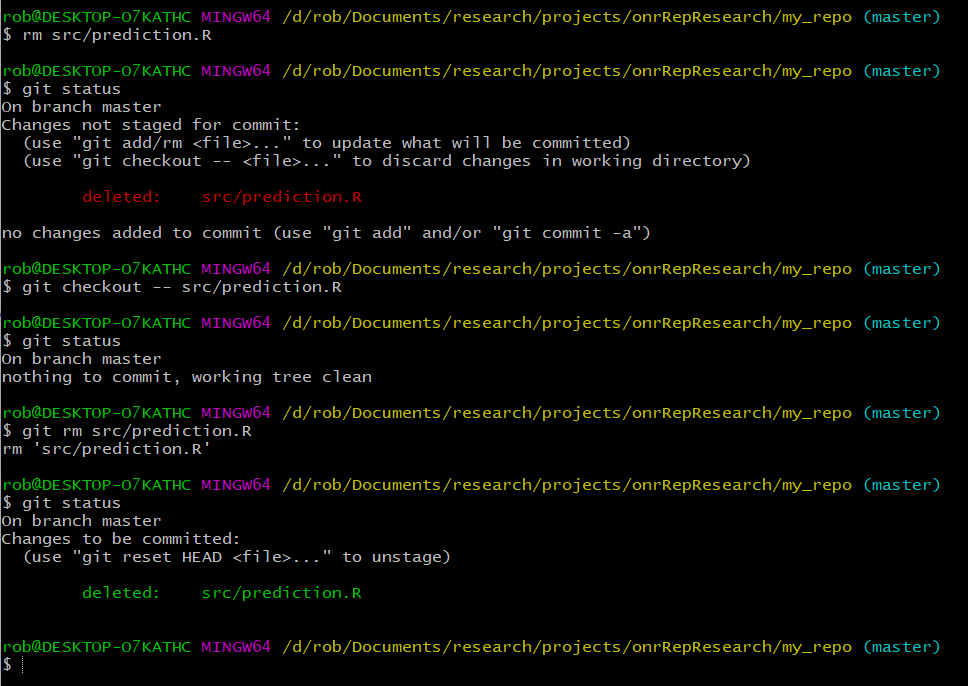 rob@DESKTOP-O7KATHC MINGW64 /d/rob/Documents/research/projects/onrRepResearch/my_repo (master)
$ rm src/prediction.R
rob@DESKTOP-O7KATHC MINGW64 /d/rob/Documents/research/projects/onrRepResearch/my_repo (master)
$ git status
On branch master
Changes not staged for commit:
  (use "git add/rm <file>..." to update what will be committed)
  (use "git checkout -- <file>..." to discard changes in working directory)
        deleted:    src/prediction.R
no changes added to commit (use "git add" and/or "git commit -a")
rob@DESKTOP-O7KATHC MINGW64 /d/rob/Documents/research/projects/onrRepResearch/my_repo (master)
$ git checkout -- src/prediction.R
rob@DESKTOP-O7KATHC MINGW64 /d/rob/Documents/research/projects/onrRepResearch/my_repo (master)
$ git status
On branch master
nothing to commit, working tree clean
rob@DESKTOP-O7KATHC MINGW64 /d/rob/Documents/research/projects/onrRepResearch/my_repo (master)
$ git rm src/prediction.R
rm 'src/prediction.R'
rob@DESKTOP-O7KATHC MINGW64 /d/rob/Documents/research/projects/onrRepResearch/my_repo (master)
$ git status
On branch master
Changes to be committed:
  (use "git reset HEAD <file>..." to unstage)
        deleted:    src/prediction.R
rob@DESKTOP-O7KATHC MINGW64 /d/rob/Documents/research/projects/onrRepResearch/my_repo (master)
$